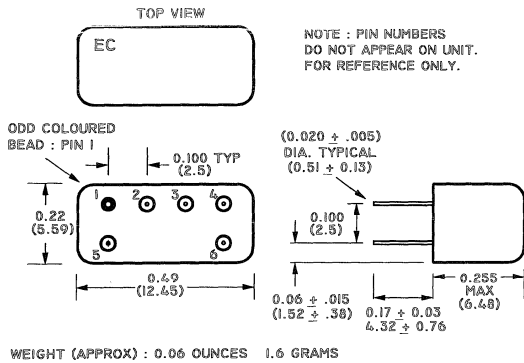 TOP VIEW
EC
NOTE : PIN NUMBERS
DO NOT APPEAR ON UNIT.
FOR REFERENCE ONLY.
ODD COLOURED
BEAD : PIN 1
0.100 TYP
(2.5)
(0.020 ± .005)
DIA. TYPICAL
(0.51 ± 0.13)
1 2 3 4
5 6
0.22
(5.59)
0.49
(12.45)
0.100
(2.5)
0.06 ± .015
(1.52 ± .38)
0.17 ± 0.03
4.32 ± 0.76
0.255
MAX
(6.48)
WEIGHT (APPROX) : 0.06 OUNCES 1.6 GRAMS